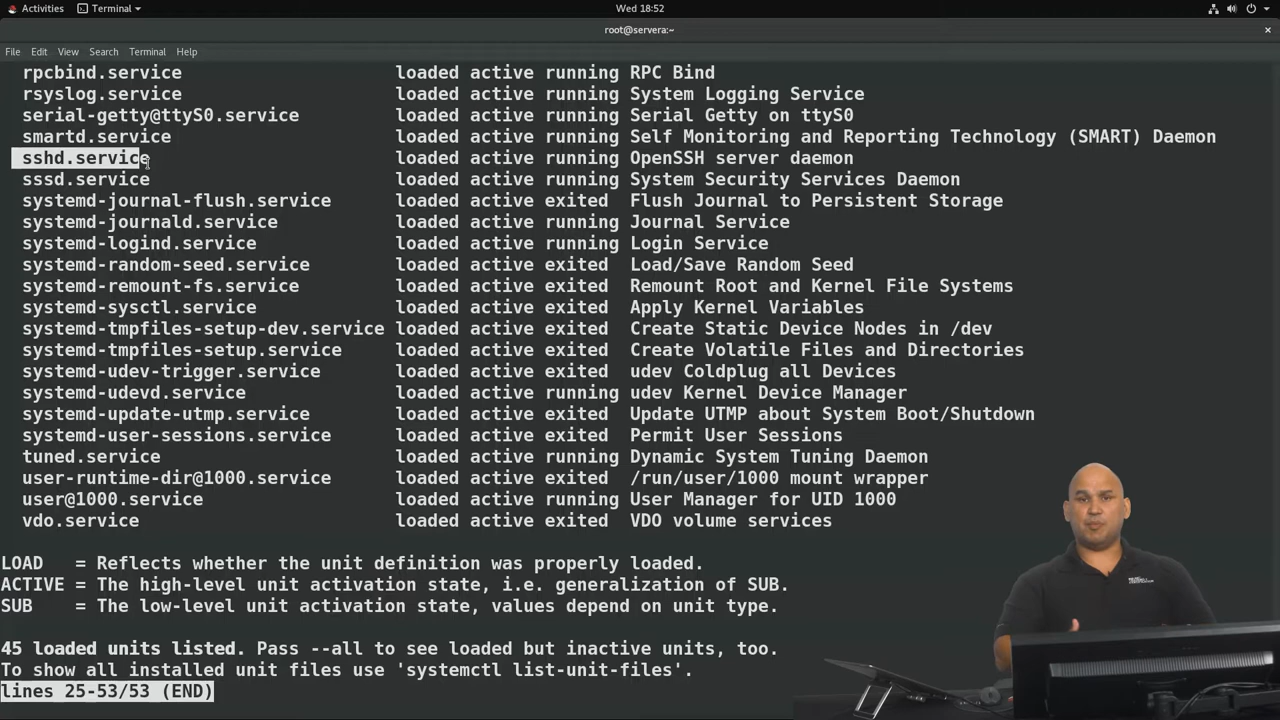 Activities Terminal Wed 18:52
root@servera:~ ×
File Edit View Search Terminal Help
rpcbind.service loaded active running RPC Bind
rsyslog.service loaded active running System Logging Service
serial-getty@ttyS0.service loaded active running Serial Getty on ttyS0
smartd.service loaded active running Self Monitoring and Reporting Technology (SMART) Daemon
sshd.service loaded active running OpenSSH server daemon
sssd.service loaded active running System Security Services Daemon
systemd-journal-flush.service loaded active exited Flush Journal to Persistent Storage
systemd-journald.service loaded active running Journal Service
systemd-logind.service loaded active running Login Service
systemd-random-seed.service loaded active exited Load/Save Random Seed
systemd-remount-fs.service loaded active exited Remount Root and Kernel File Systems
systemd-sysctl.service loaded active exited Apply Kernel Variables
systemd-tmpfiles-setup-dev.service loaded active exited Create Static Device Nodes in /dev
systemd-tmpfiles-setup.service loaded active exited Create Volatile Files and Directories
systemd-udev-trigger.service loaded active exited udev Coldplug all Devices
systemd-udevd.service loaded active running udev Kernel Device Manager
systemd-update-utmp.service loaded active exited Update UTMP about System Boot/Shutdown
systemd-user-sessions.service loaded active exited Permit User Sessions
tuned.service loaded active running Dynamic System Tuning Daemon
user-runtime-dir@1000.service loaded active exited /run/user/1000 mount wrapper
user@1000.service loaded active running User Manager for UID 1000
vdo.service loaded active exited VDO volume services
LOAD = Reflects whether the unit definition was properly loaded.
ACTIVE = The high-level unit activation state, i.e. generalization of SUB.
SUB = The low-level unit activation state, values depend on unit type.
45 loaded units listed. Pass --all to see loaded but inactive units, too.
To show all installed unit files use 'systemctl list-unit-files'.
lines 25-53/53 (END)